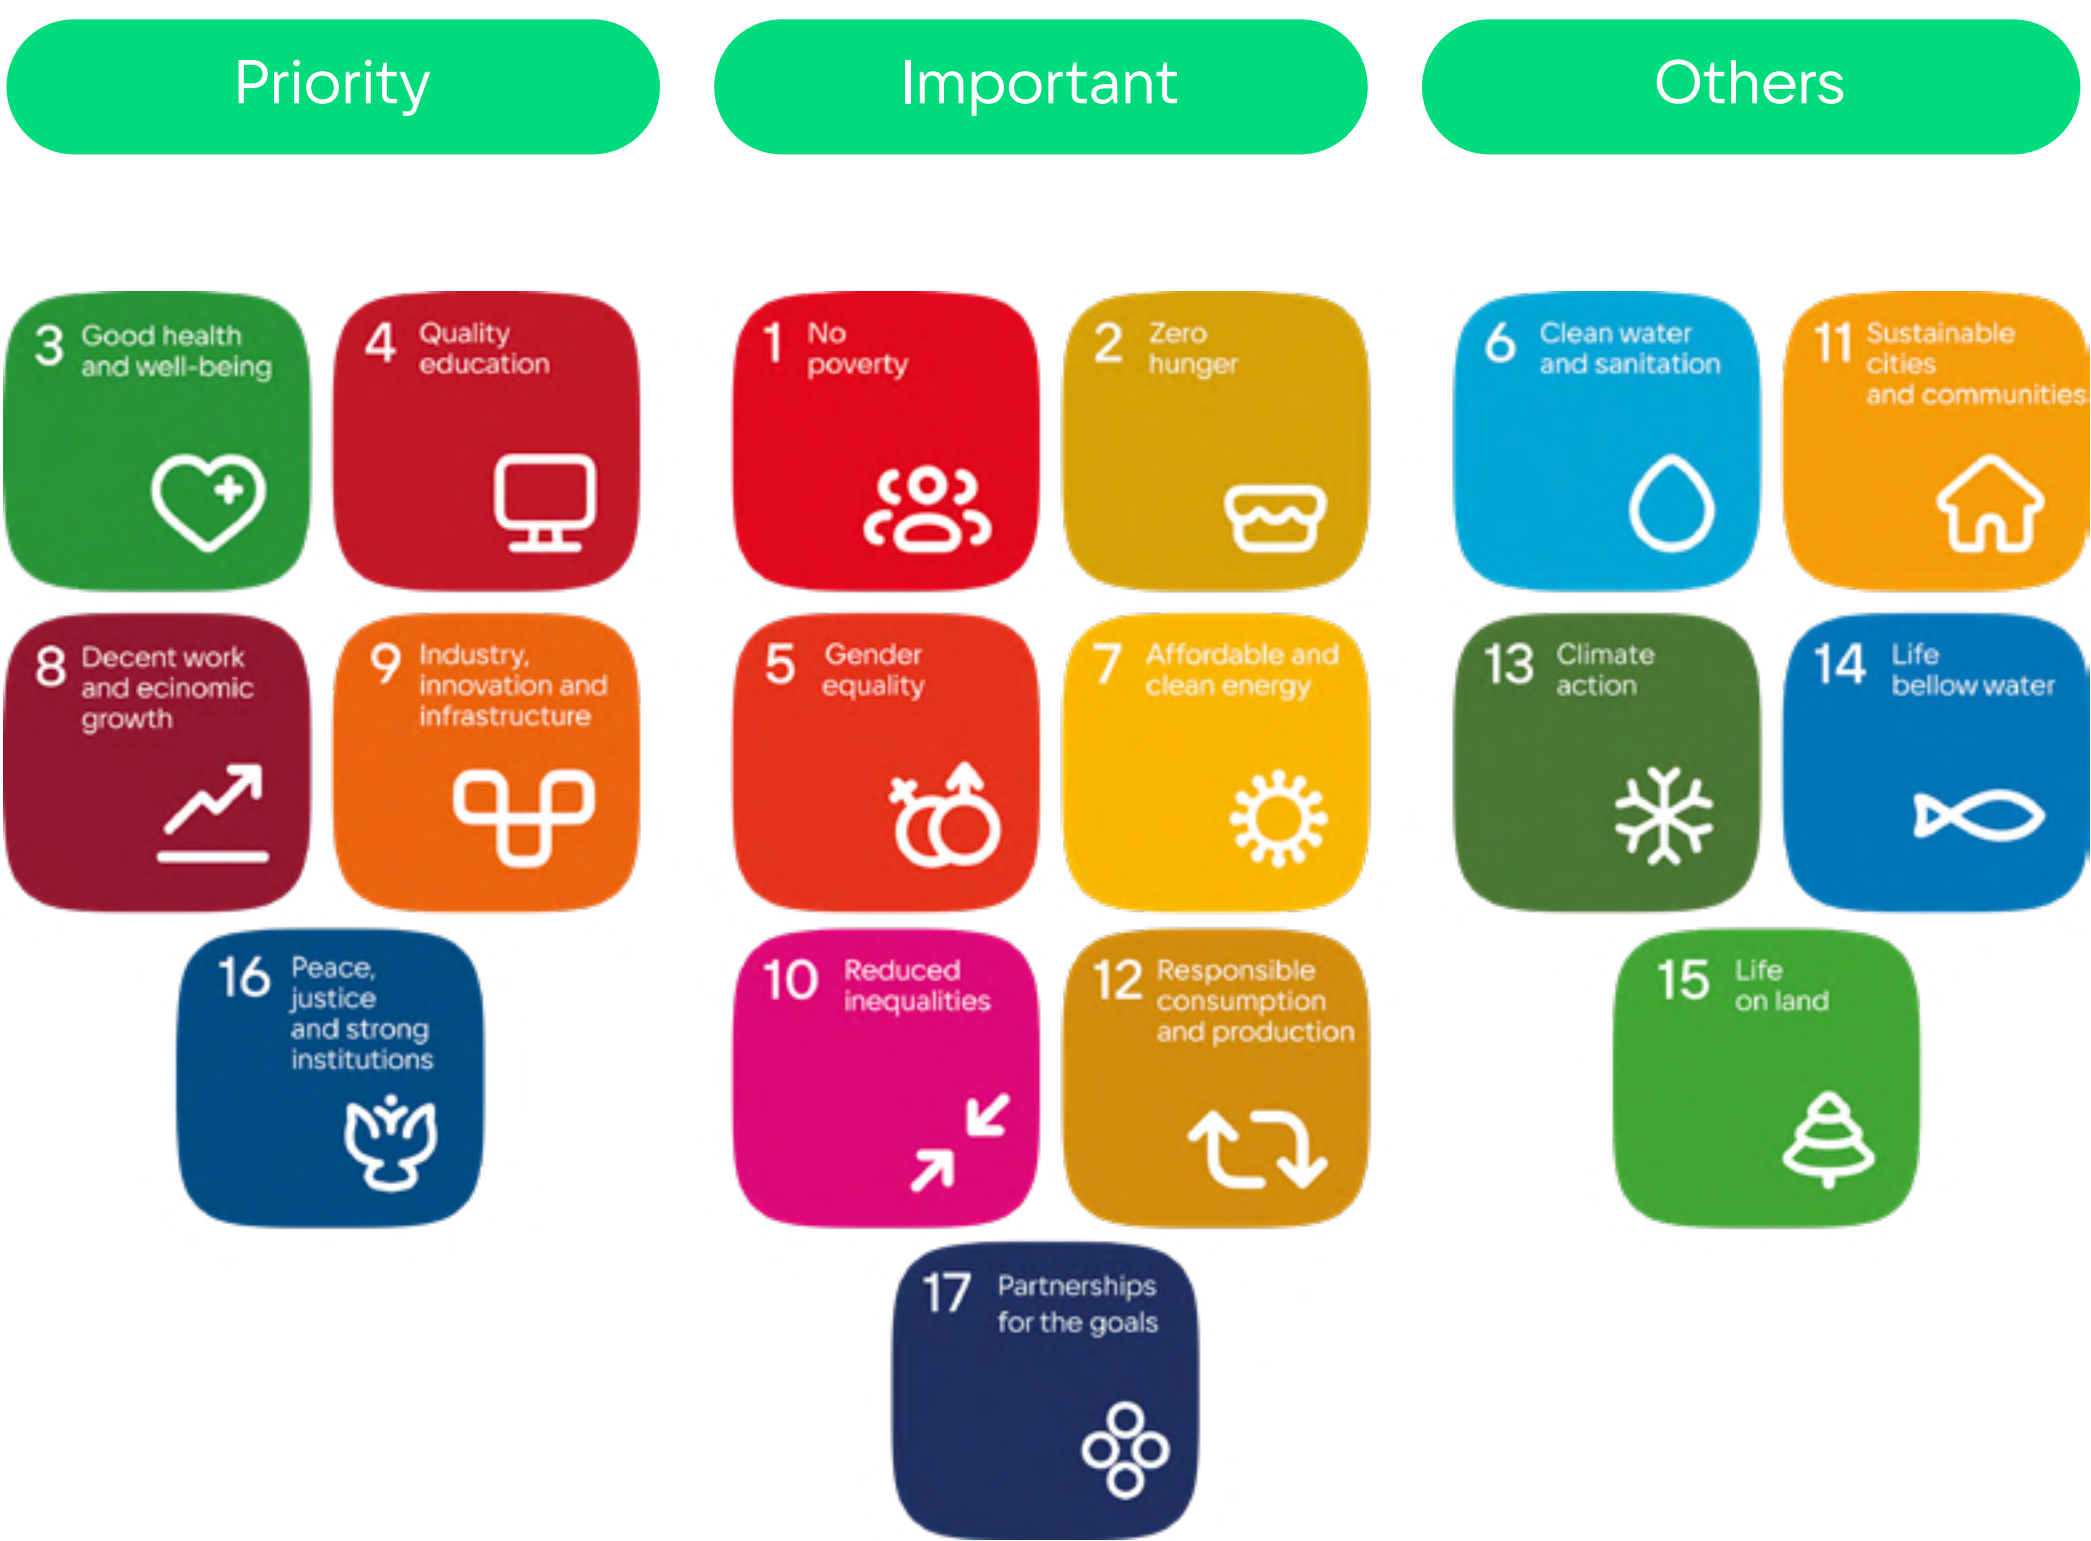 Priority
Important
Others
3 Good health
and well-being
4 Quality
education
8 Decent work
and ecinomic
growth
9 Industry,
innovation and
infrastructure
16 Peace,
justice
and strong
institutions
1 No
poverty
2 Zero
hunger
5 Gender
equality
7 Affordable and
clean energy
10 Reduced
inequalities
12 Responsible
consumption
and production
17 Partnerships
for the goals
6 Clean water
and sanitation
11 Sustainable
cities
and communities
13 Climate
action
14 Life
bellow water
15 Life
on land